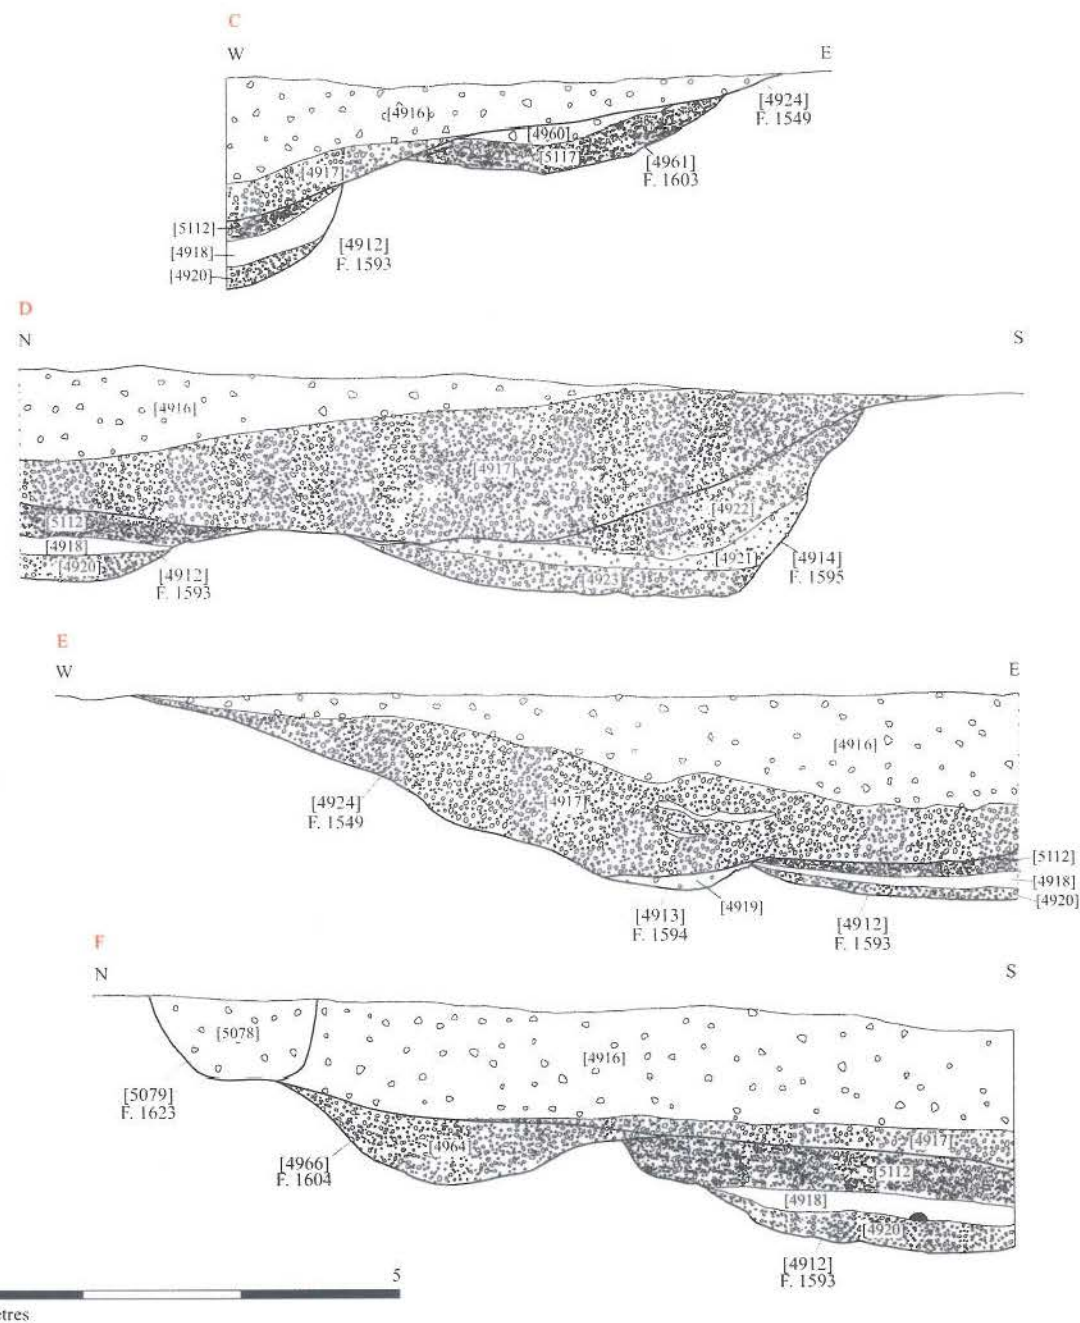 C
W E
[4924]
F. 1549
[4916]
[4960]
[5117]
[4961]
F. 1603
[4917]
[5112]
[4918]
[4920]
[4912]
F. 1593
D
N S
[4916]
[4917]
[4922]
[5112]
[4918]
[4920]
[4912]
F. 1593
[4921]
[4923]
[4914]
F. 1595
E
W E
[4916]
[4924]
F. 1549
[4917]
[5112]
[4918]
[4920]
[4919]
[4913]
F. 1594
[4912]
F. 1593
F
N S
[5078]
[4916]
[5079]
F. 1623
[4917]
[4964]
[4966]
F. 1604
[5112]
[4918]
[4920]
[4912]
F. 1593
5
etres